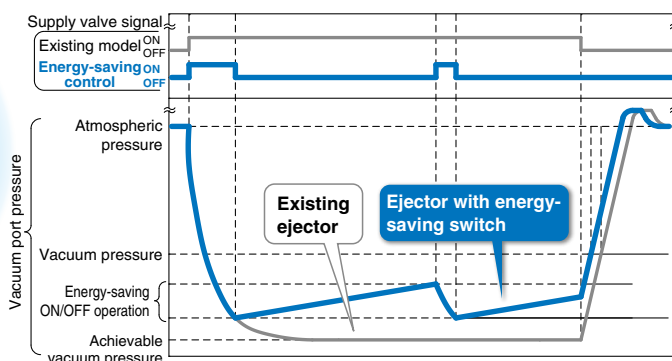 Supply valve signal
Existing model ON
OFF
Energy-saving ON
control OFF
Atmospheric
pressure
Existing
ejector
Ejector with energy-
saving switch
Vacuum port pressure
Vacuum pressure
Energy-saving
ON/OFF operation
Achievable
vacuum pressure